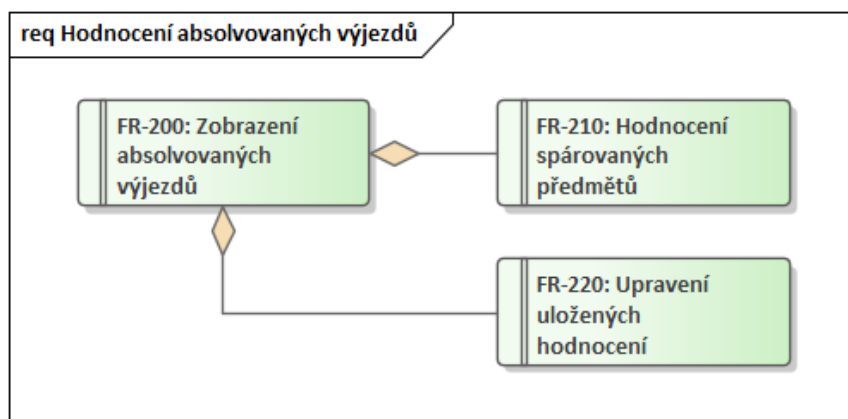 req Hodnocení absolvovaných výjezdů
FR-200: Zobrazení
absolvovaných
výjezdů
FR-210: Hodnocení
spárovaných
předmětů
FR-220: Upravení
uložených
hodnocení